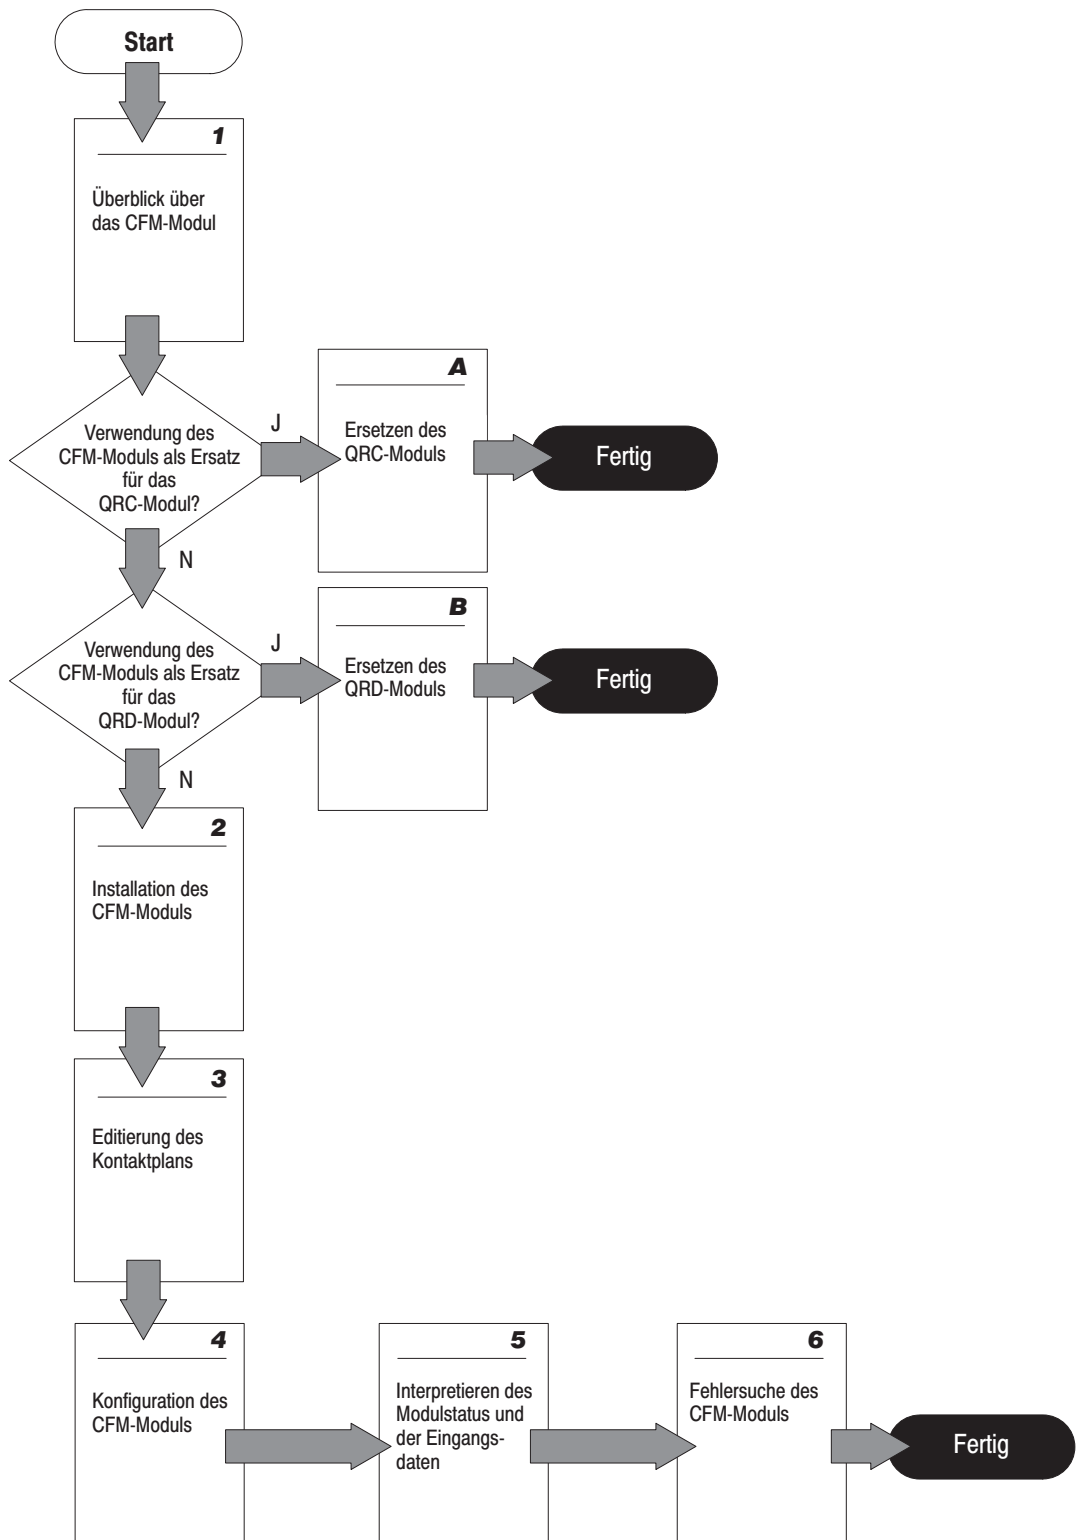 Start
1
Überblick über
das CFM-Modul
Verwendung des
CFM-Moduls als Ersatz
für das
QRC-Modul?
J
A
Ersetzen des
QRC-Moduls
Fertig
N
Verwendung des
CFM-Moduls als Ersatz
für das
QRD-Modul?
J
B
Ersetzen des
QRD-Moduls
Fertig
N
2
Installation des
CFM-Moduls
3
Editierung des
Kontaktplans
4
Konfiguration des
CFM-Moduls
5
Interpretieren des
Modulstatus und
der Eingangs-
daten
6
Fehlersuche des
CFM-Moduls
Fertig